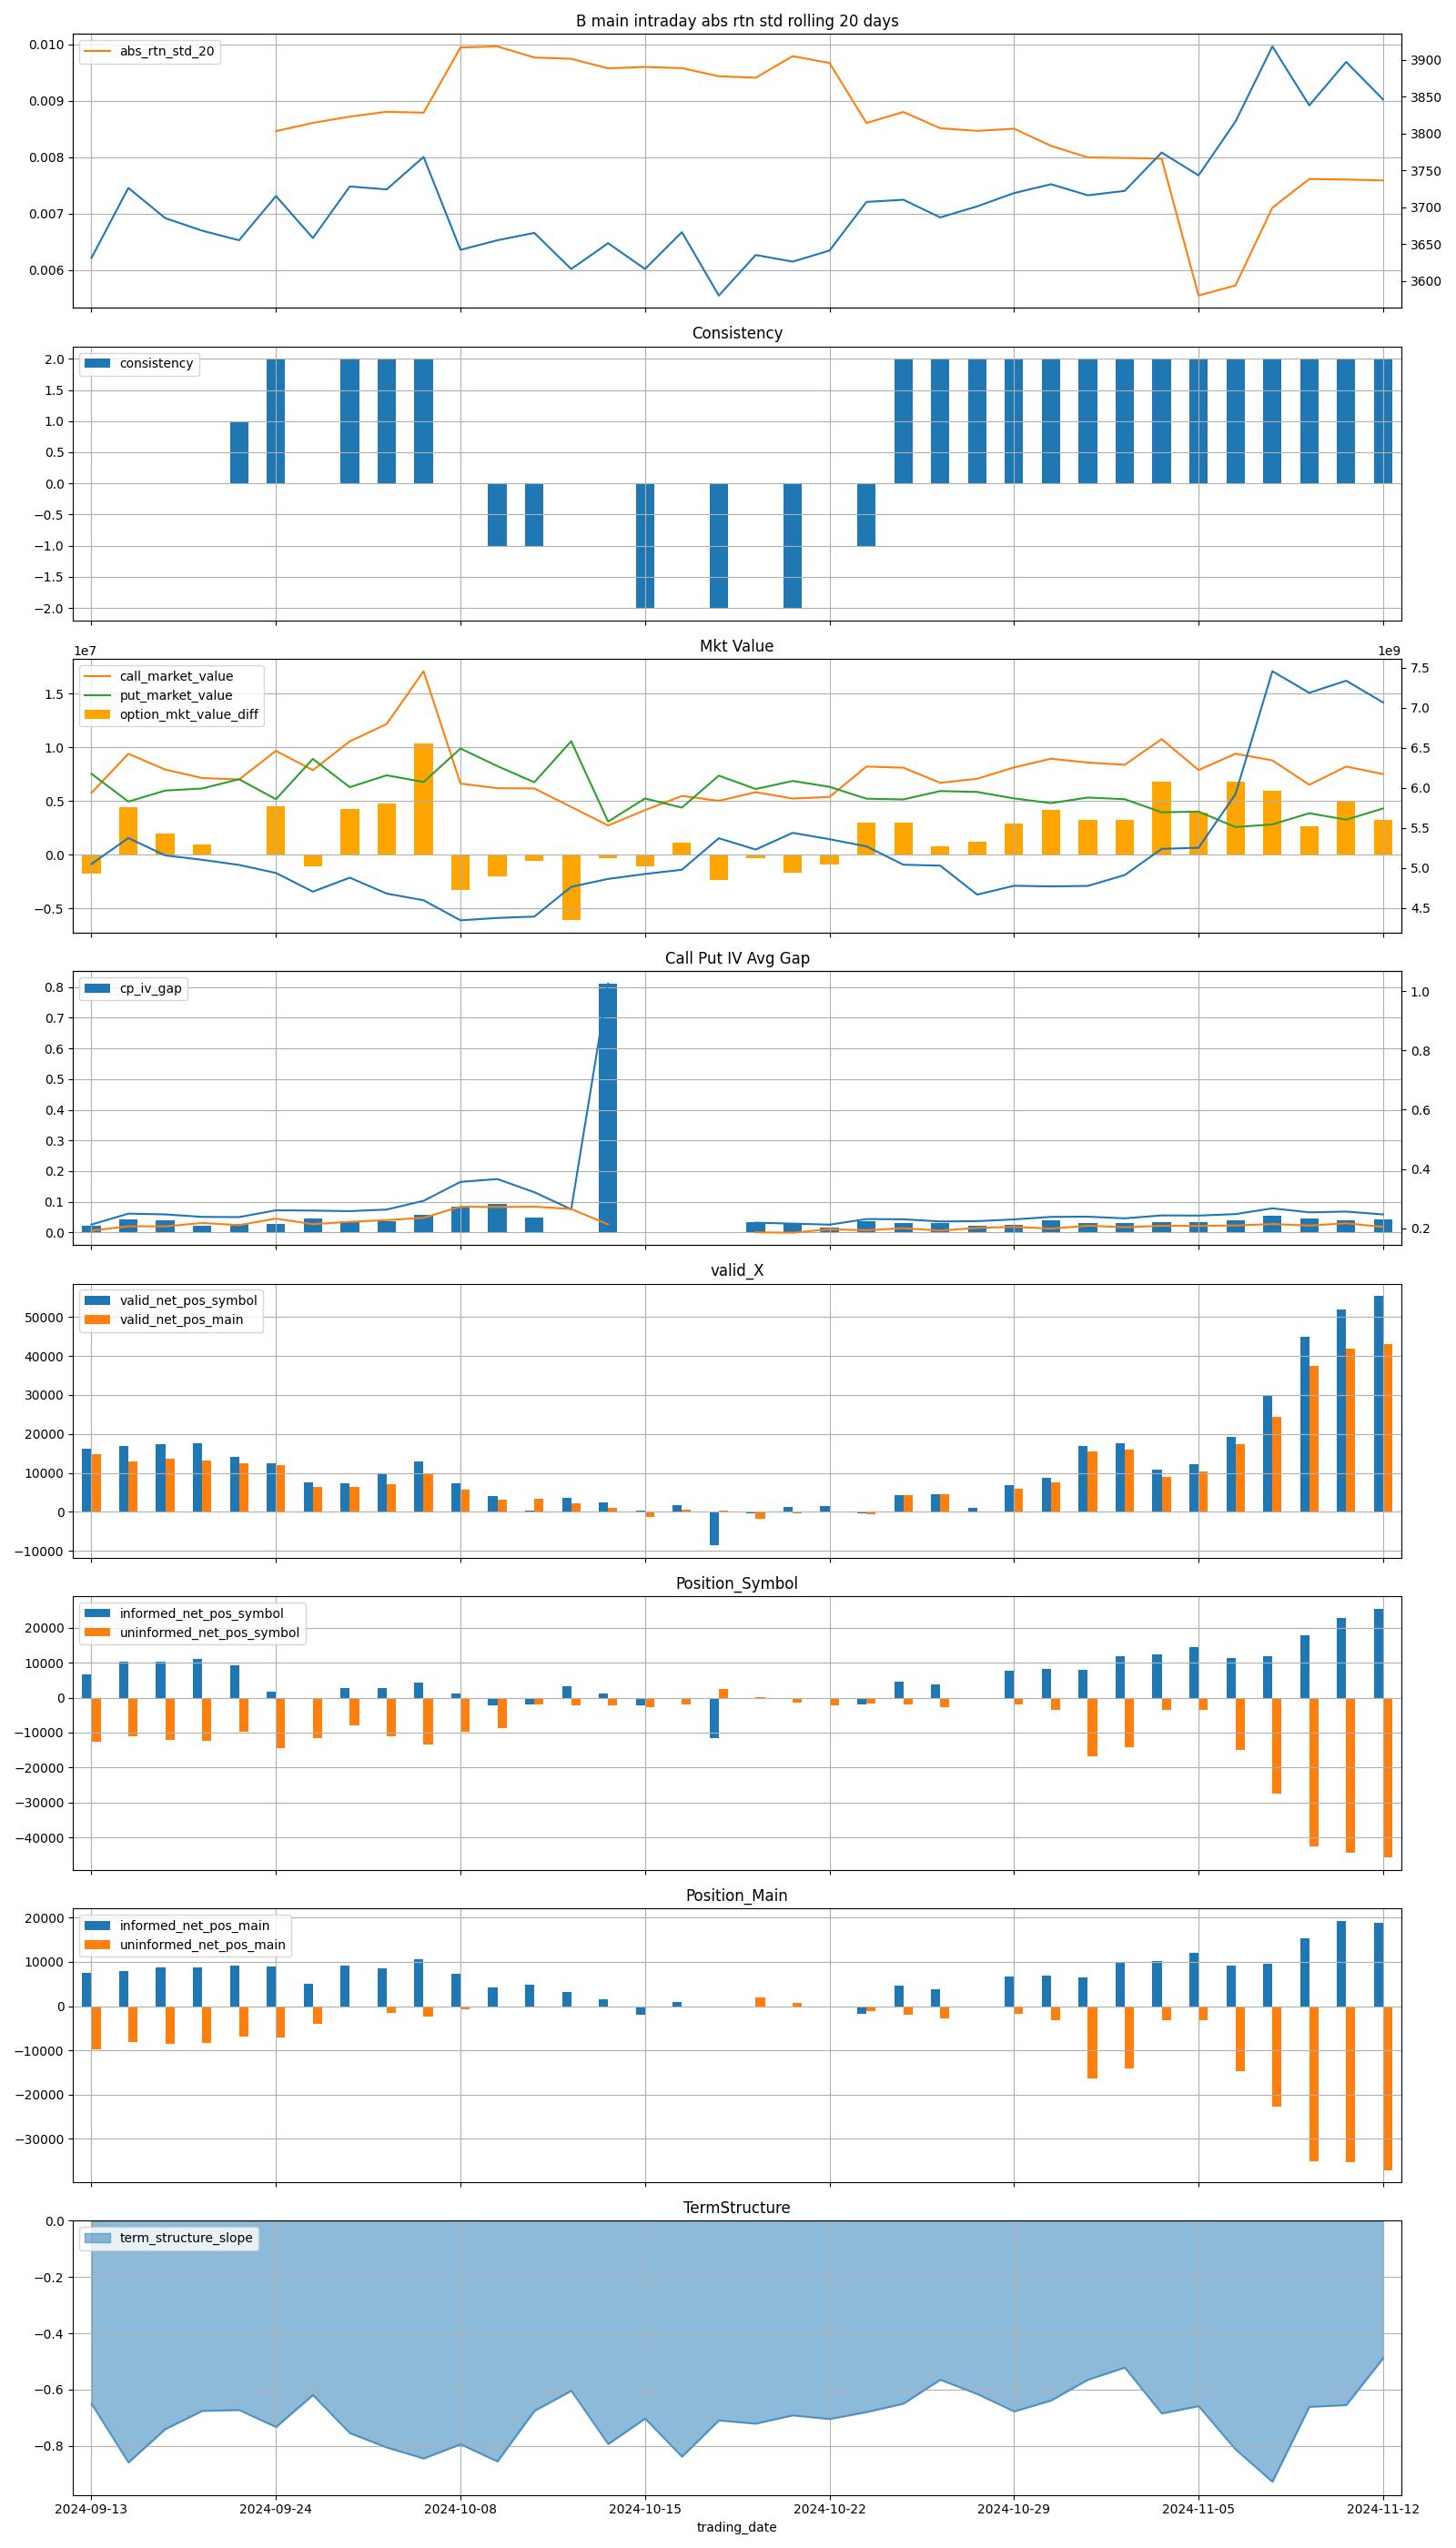 B main intraday abs rtn std rolling 20 days
abs_rtn_std_20
0.010
0.009
0.008
0.007
0.006
3900
3850
3800
3750
3700
3650
3600
Consistency
consistency
2.0
1.5
1.0
0.5
0.0
−0.5
−1.0
−1.5
−2.0
Mkt Value
1e7
1e9
call_market_value
put_market_value
option_mkt_value_diff
1.5
1.0
0.5
0.0
−0.5
7.5
7.0
6.5
6.0
5.5
5.0
4.5
Call Put IV Avg Gap
cp_iv_gap
0.8
0.7
0.6
0.5
0.4
0.3
0.2
0.1
0.0
1.0
0.8
0.6
0.4
0.2
valid_X
valid_net_pos_symbol
valid_net_pos_main
50000
40000
30000
20000
10000
0
−10000
Position_Symbol
informed_net_pos_symbol
uninformed_net_pos_symbol
20000
10000
0
−10000
−20000
−30000
−40000
Position_Main
informed_net_pos_main
uninformed_net_pos_main
20000
10000
0
−10000
−20000
−30000
TermStructure
term_structure_slope
0.0
−0.2
−0.4
−0.6
−0.8
2024-09-13 2024-09-24 2024-10-08 2024-10-15 2024-10-22 2024-10-29 2024-11-05 2024-11-12
trading_date